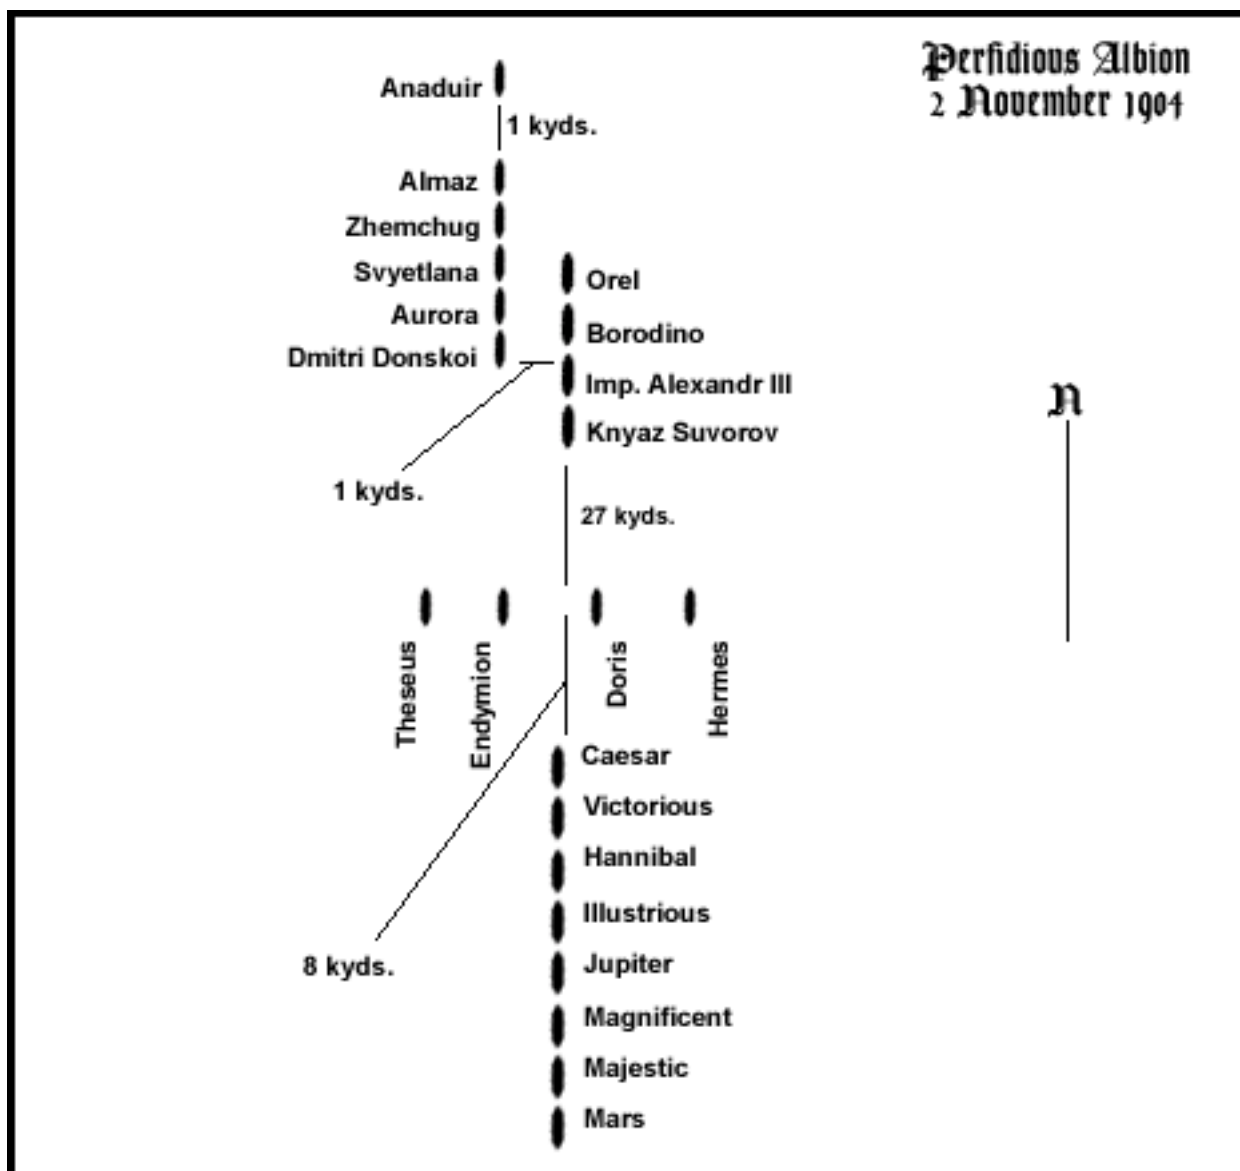 Perfidious Albion
2 November 1904
Anaduir
1 kyds.
Almaz
Zhemchug
Svyetlana
Aurora
Dmitri Donskoi
Orel
Borodino
Imp. Alexandr III
Knyaz Suvorov
N
1 kyds.
27 kyds.
Theseus
Endymion
Doris
Hermes
Caesar
Victorious
Hannibal
Illustrious
Jupiter
Magnificent
Majestic
Mars
8 kyds.